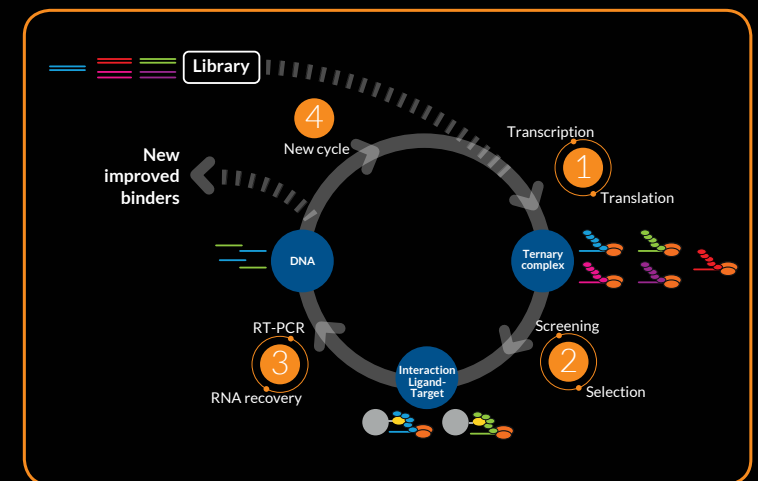 Library
4
New cycle
New
improved
binders
Transcription
1
Translation
DNA
Ternary
complex
RT-PCR
3
RNA recovery
Screening
2
Selection
Interaction
Ligand-
Target